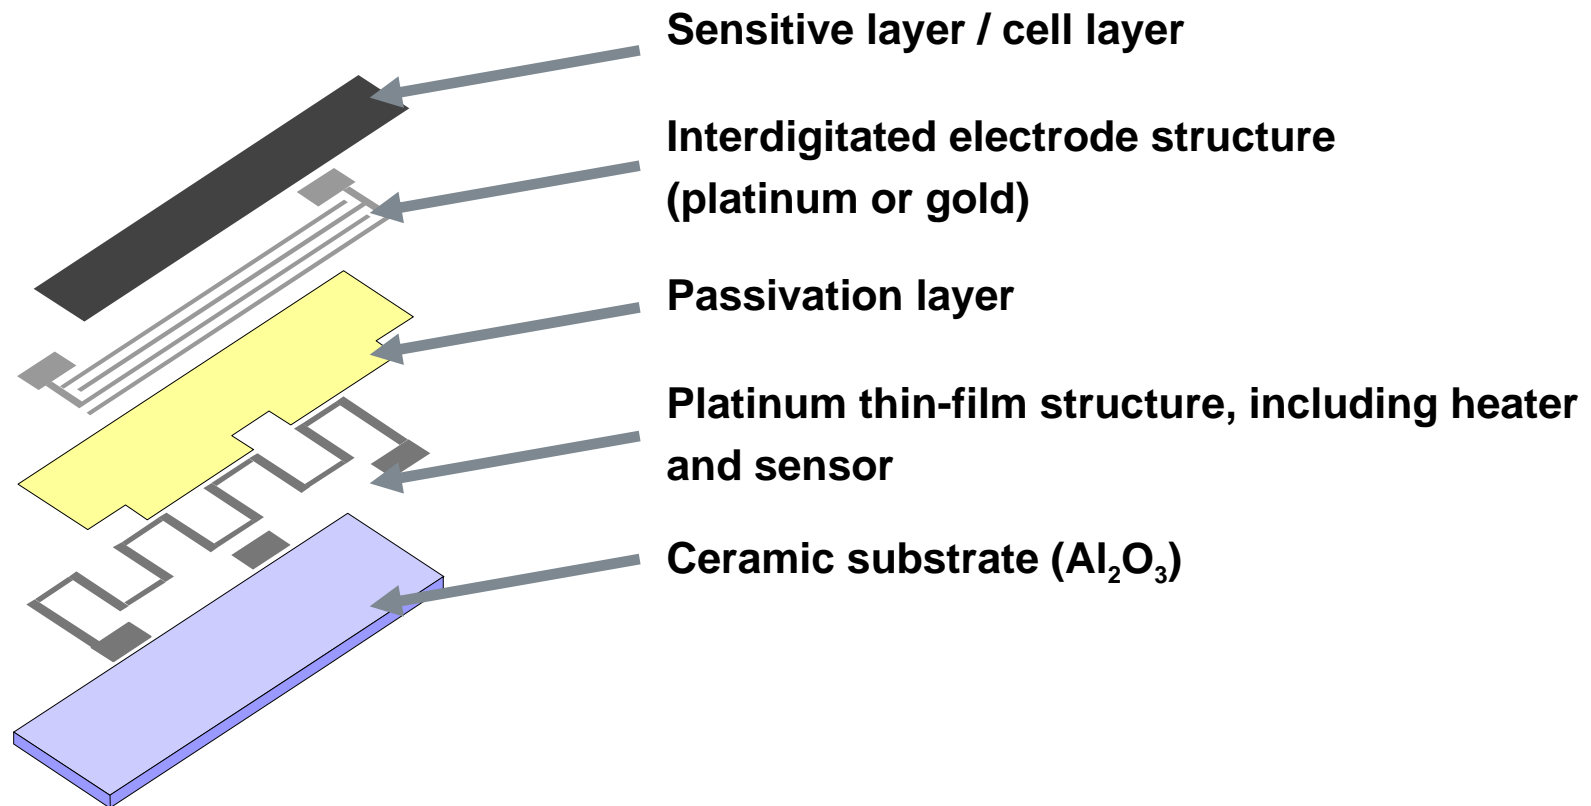 Sensitive layer / cell layer
Interdigitated electrode structure
(platinum or gold)
Passivation layer
Platinum thin-film structure, including heater
and sensor
Ceramic substrate (Al₂O₃)